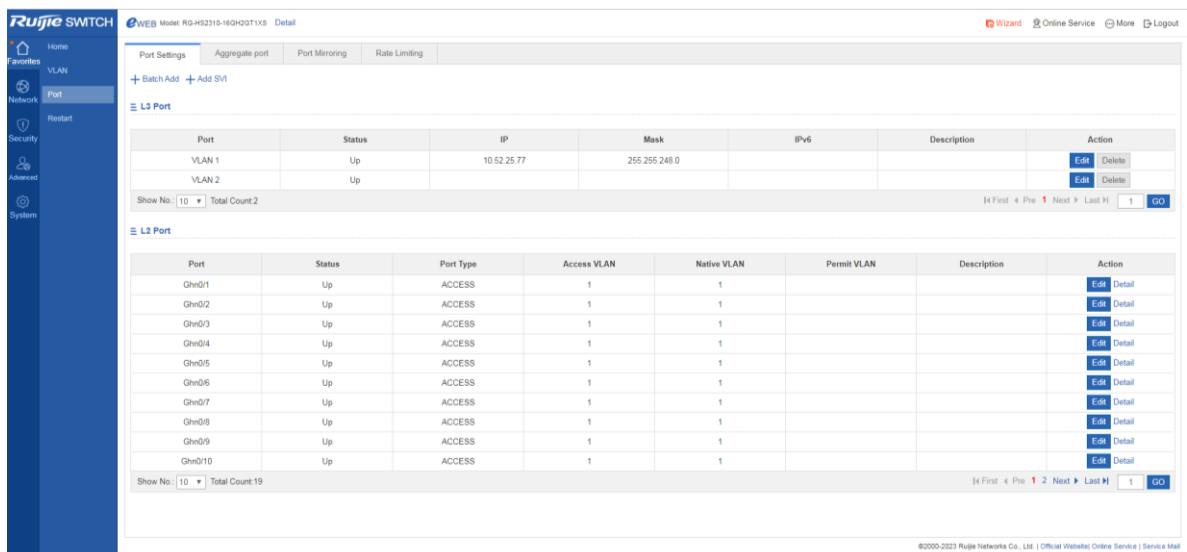 Ruijie SWITCH eWEB Model: RG-HS2310-16GH2GT1XS Detail Wizard Online Service More Logout
Favorites
Network
Security
Advanced
System
Home
VLAN
Port
Restart
Port Settings Aggregate port Port Mirroring Rate Limiting
+ Batch Add + Add SVI
L3 Port
Port Status IP Mask IPv6 Description Action
VLAN 1 Up 10.52.25.77 255.255.248.0 Edit Delete
VLAN 2 Up Edit Delete
Show No.: 10 Total Count:2 First Pre 1 Next Last 1 GO
L2 Port
Port Status Port Type Access VLAN Native VLAN Permit VLAN Description Action
Ghn0/1 Up ACCESS 1 1 Edit Detail
Ghn0/2 Up ACCESS 1 1 Edit Detail
Ghn0/3 Up ACCESS 1 1 Edit Detail
Ghn0/4 Up ACCESS 1 1 Edit Detail
Ghn0/5 Up ACCESS 1 1 Edit Detail
Ghn0/6 Up ACCESS 1 1 Edit Detail
Ghn0/7 Up ACCESS 1 1 Edit Detail
Ghn0/8 Up ACCESS 1 1 Edit Detail
Ghn0/9 Up ACCESS 1 1 Edit Detail
Ghn0/10 Up ACCESS 1 1 Edit Detail
Show No.: 10 Total Count:19 First Pre 1 2 Next Last 1 GO
©2000-2023 Ruijie Networks Co., Ltd. | Official Website| Online Service | Service Mail